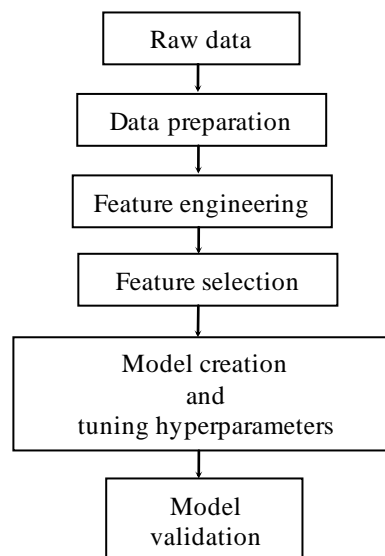 Raw data
Data preparation
Feature engineering
Feature selection
Model creation
and
tuning hyperparameters
Model
validation